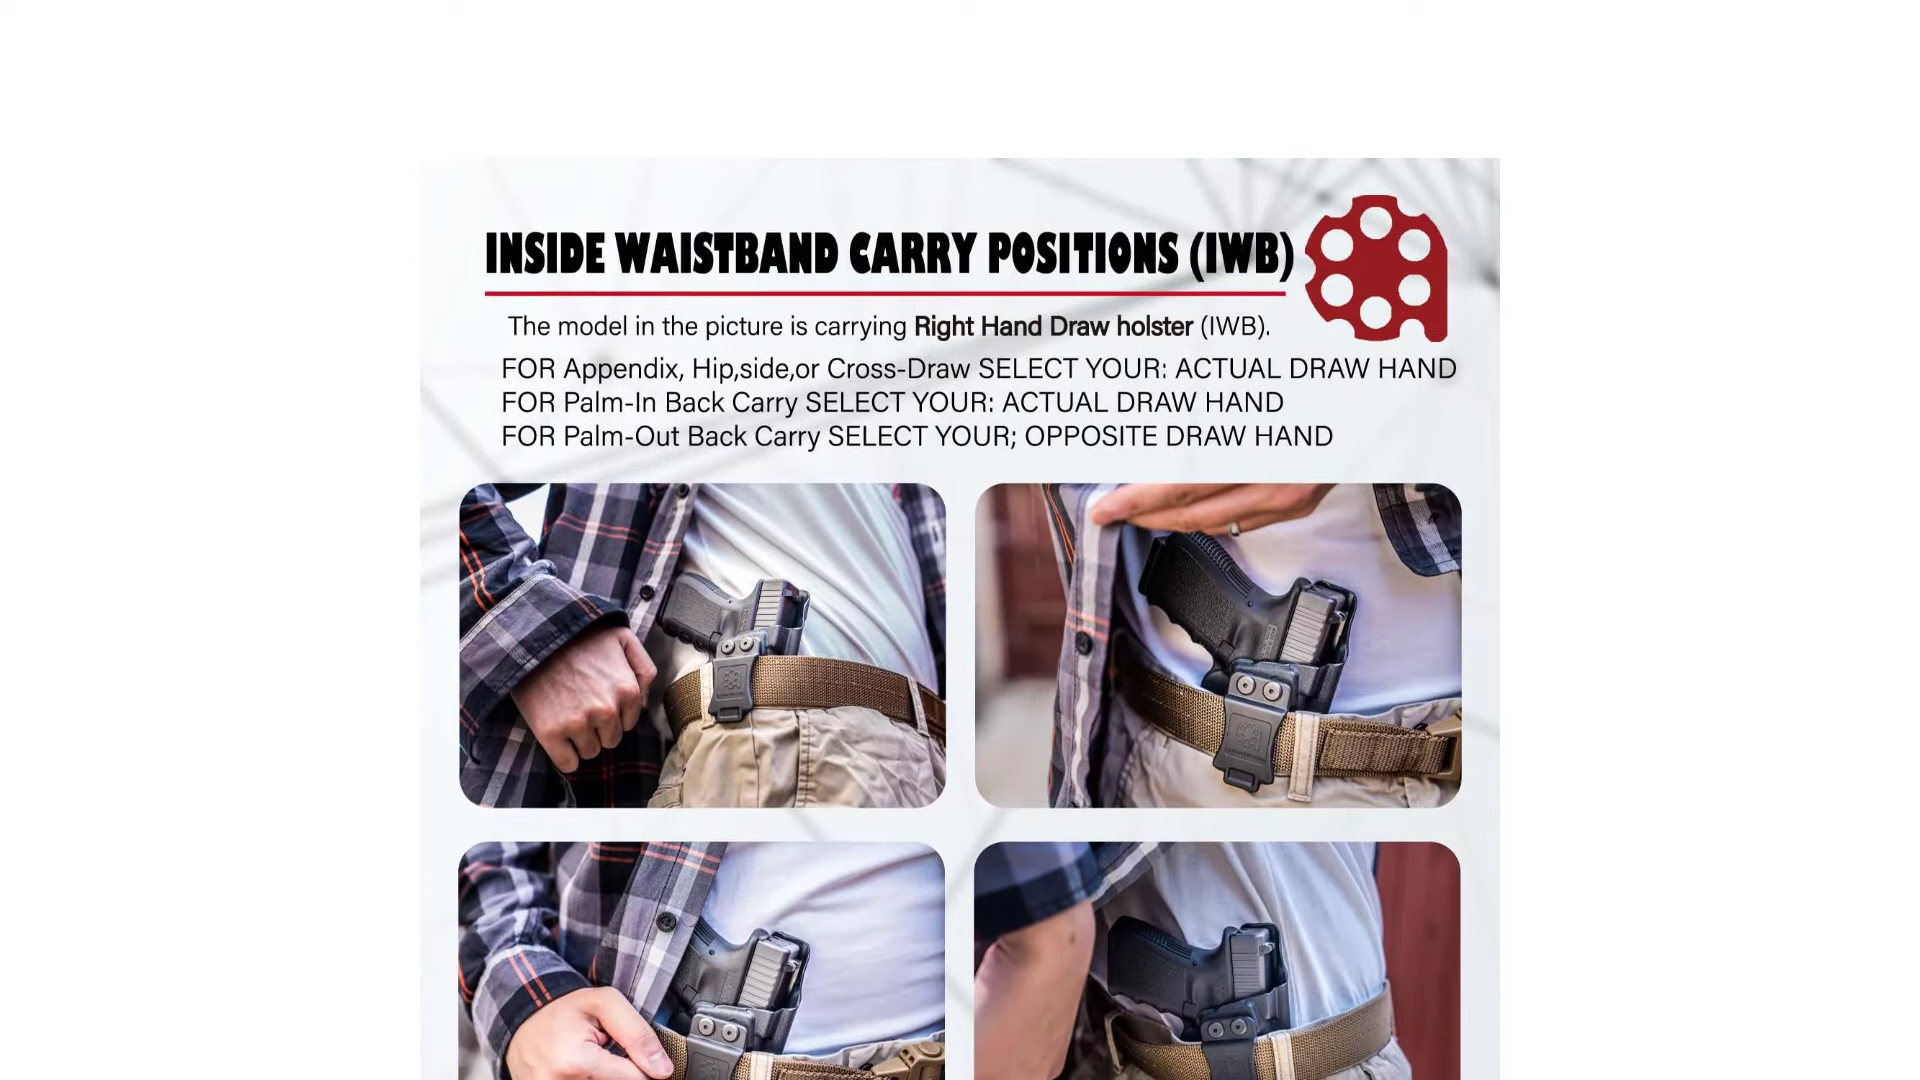 INSIDE WAISTBAND CARRY POSITIONS (IWB)
The model in the picture is carrying Right Hand Draw holster (IWB).
FOR Appendix, Hip,side,or Cross-Draw SELECT YOUR: ACTUAL DRAW HAND
FOR Palm-In Back Carry SELECT YOUR: ACTUAL DRAW HAND
FOR Palm-Out Back Carry SELECT YOUR; OPPOSITE DRAW HAND